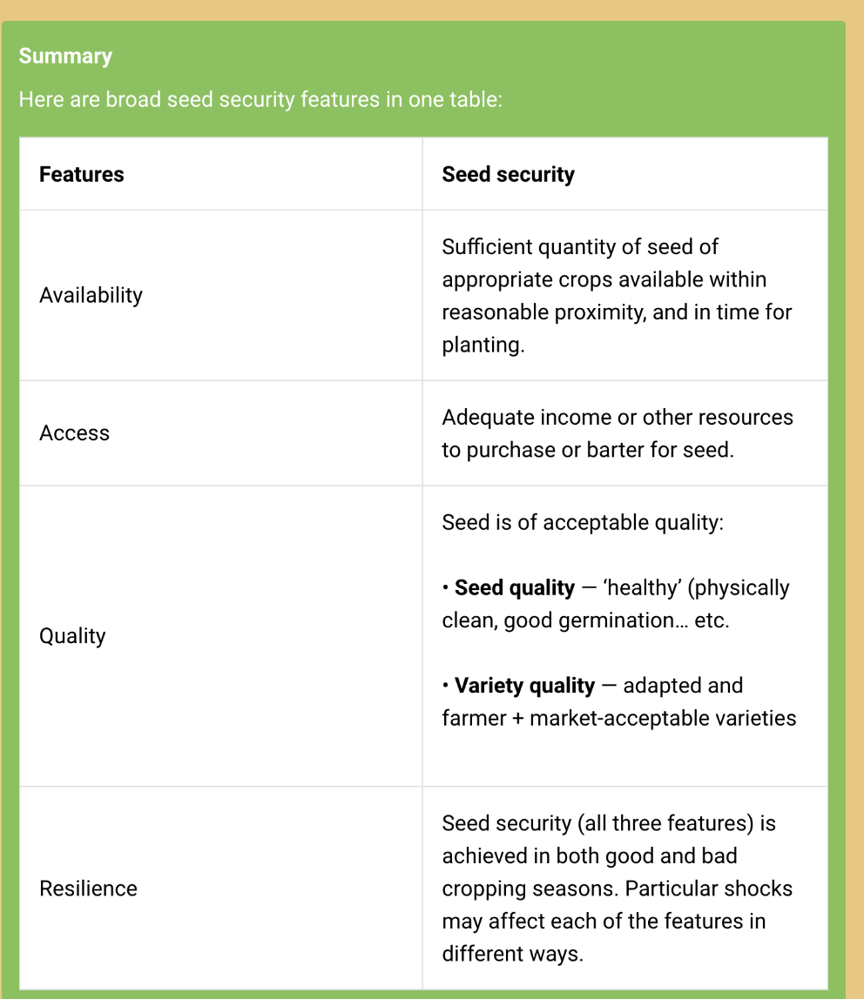 Summary
Here are broad seed security features in one table:
Features
Seed security
Availability
Sufficient quantity of seed of
appropriate crops available within
reasonable proximity, and in time for
planting.
Access
Adequate income or other resources
to purchase or barter for seed.
Quality
Seed is of acceptable quality:
• Seed quality — ‘healthy’ (physically
clean, good germination… etc.
• Variety quality — adapted and
farmer + market-acceptable varieties
Resilience
Seed security (all three features) is
achieved in both good and bad
cropping seasons. Particular shocks
may affect each of the features in
different ways.